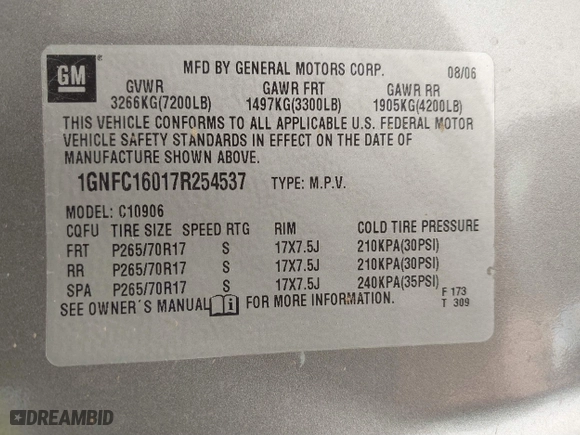 GM ®
MFD BY GENERAL MOTORS CORP. 08/06
GVWR GAWR FRT GAWR RR
3266KG(7200LB) 1497KG(3300LB) 1905KG(4200LB)
THIS VEHICLE CONFORMS TO ALL APPLICABLE U.S. FEDERAL MOTOR
VEHICLE SAFETY STANDARDS IN EFFECT ON THE DATE OF
MANUFACTURE SHOWN ABOVE.
1GNFC16017R254537 TYPE: M.P.V.
MODEL: C10906
CQFU TIRE SIZE SPEED RTG RIM COLD TIRE PRESSURE
FRT P265/70R17 S 17X7.5J 210KPA(30PSI)
RR P265/70R17 S 17X7.5J 210KPA(30PSI)
SPA P265/70R17 S 17X7.5J 240KPA(35PSI)
SEE OWNER´S MANUAL i FOR MORE INFORMATION.
F 173
T 309
DREAMBID